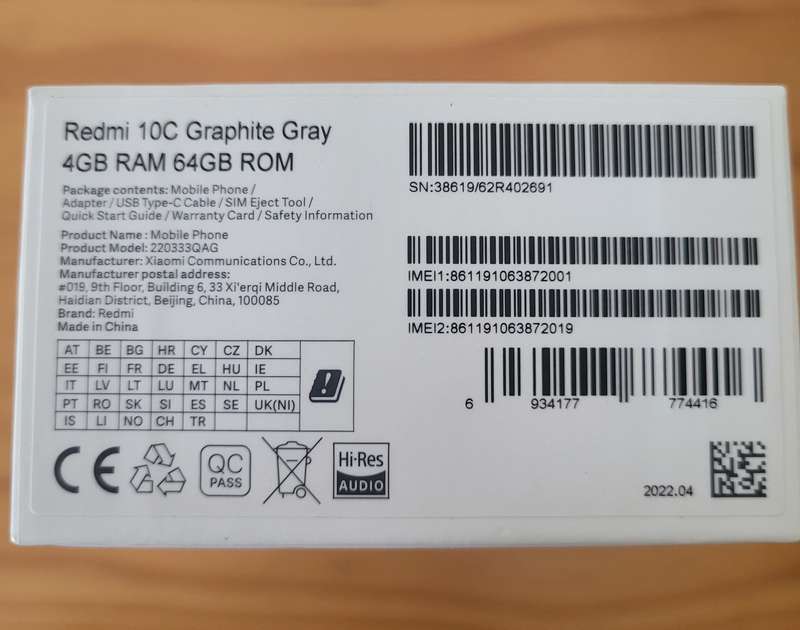 Redmi 10C Graphite Gray
4GB RAM 64GB ROM
Package contents: Mobile Phone /
Adapter / USB Type-C Cable / SIM Eject Tool /
Quick Start Guide / Warranty Card / Safety Information
Product Name : Mobile Phone
Product Model: 220333QAG
Manufacturer: Xiaomi Communications Co., Ltd.
Manufacturer postal address:
#019, 9th Floor, Building 6, 33 Xi'erqi Middle Road,
Haidian District, Beijing, China, 100085
Brand: Redmi
Made in China
AT BE BG HR CY CZ DK
EE FI FR DE EL HU IE
IT LV LT LU MT NL PL
PT RO SK SI ES SE UK(NI)
IS LI NO CH TR
CE
QC
PASS
Hi-Res
AUDIO
SN:38619/62R402691
IMEI1:861191063872001
IMEI2:861191063872019
6 934177 774416
2022.04